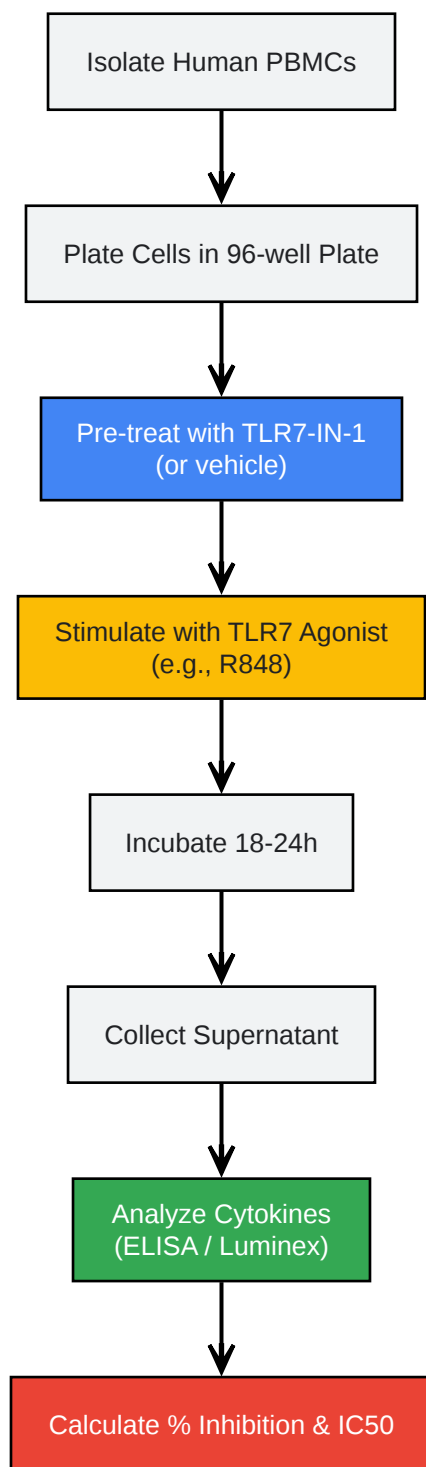 Isolate Human PBMCs
Plate Cells in 96-well Plate
Pre-treat with TLR7-IN-1
(or vehicle)
Stimulate with TLR7 Agonist
(e.g., R848)
Incubate 18-24h
Collect Supernatant
Analyze Cytokines
(ELISA / Luminex)
Calculate % Inhibition & IC50